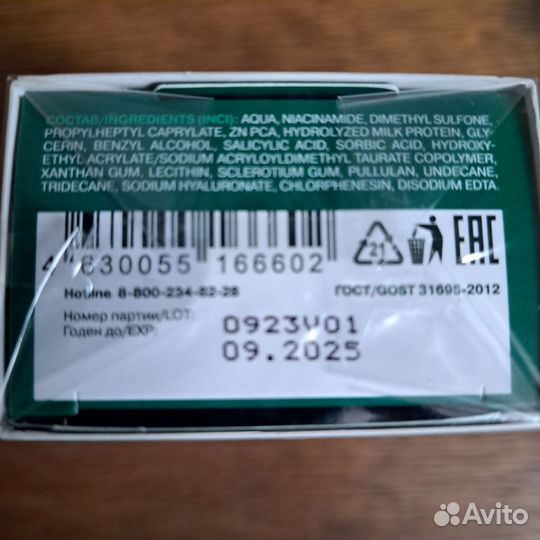 СОСТАВ/INGREDIENTS (INCI): AQUA, NIACINAMIDE, DIMETHYL SULFONE,
PROPYLHEPTYL CAPRYLATE, ZN PCA, HYDROLYZED MILK PROTEIN, GLY-
CERIN, BENZYL ALCOHOL, SALICYLIC ACID, SORBIC ACID, HYDROXY-
ETHYL ACRYLATE/SODIUM ACRYLOYLDIMETHYL TAURATE COPOLYMER,
XANTHAN GUM, LECITHIN, SCLEROTIUM GUM, PULLULAN, UNDECANE,
TRIDECANE, SODIUM HYALURONATE, CHLORPHENESIN, DISODIUM EDTA.
4 630055 166602
21
EAC
Hotline 8-800-234-82-28
ГОСТ/GOST 31695-2012
Номер партии/LOT: 0923V01
Годен до/EXP: 09.2025
Avito